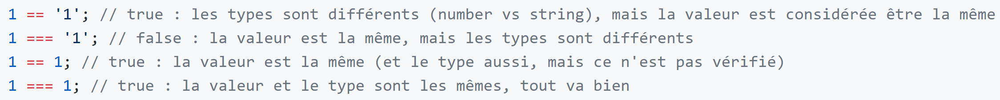 1 == '1'; // true : les types sont différents (number vs string), mais la valeur est considérée être la même
1 === '1'; // false : la valeur est la même, mais les types sont différents
1 == 1; // true : la valeur est la même (et le type aussi, mais ce n'est pas vérifié)
1 === 1; // true : la valeur et le type sont les mêmes, tout va bien